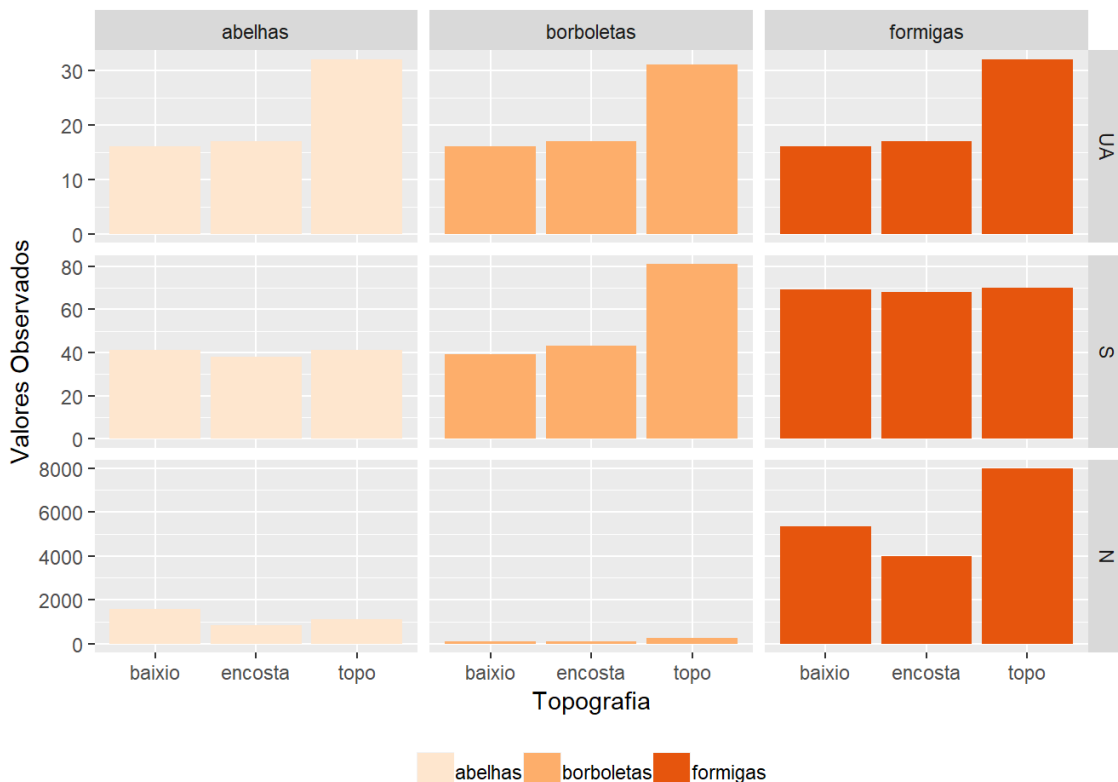 abelhas borboletas formigas
30
20
10
0
UA
80
60
40
20
0
S
Valores Observados
8000
6000
4000
2000
0
N
baixio encosta topo baixio encosta topo baixio encosta topo
Topografia
abelhas borboletas formigas